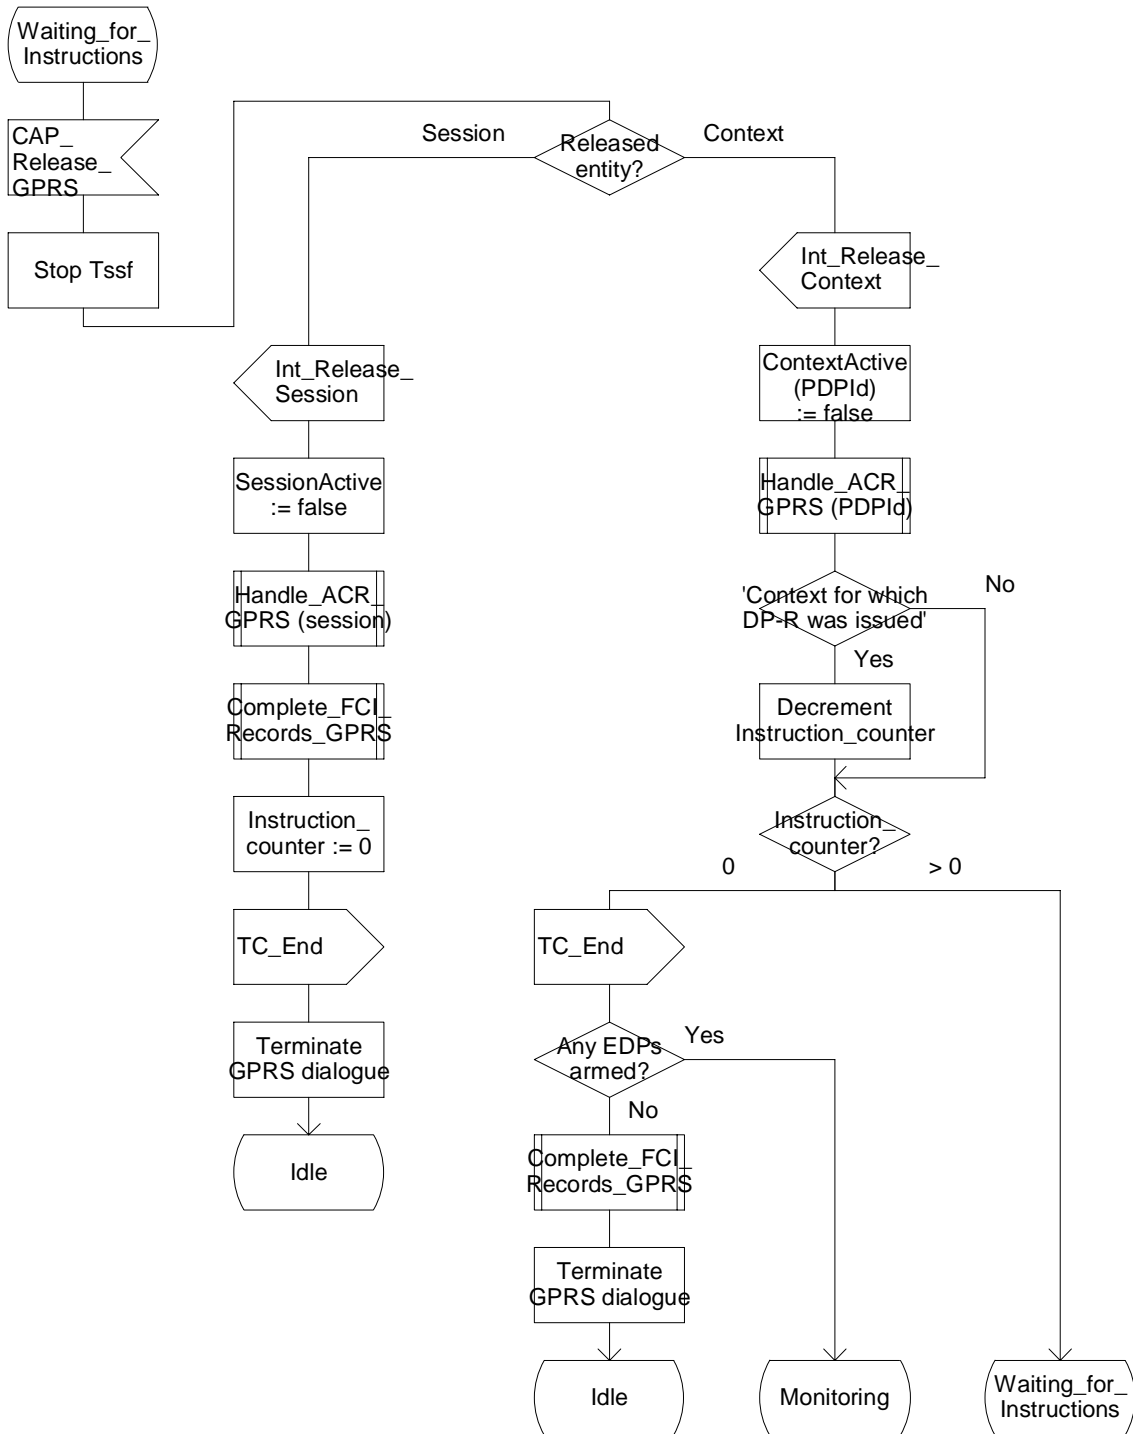 Waiting_for_
Instructions
CAP_
Release_
GPRS
Stop Tssf
Session
Released
entity?
Context
Int_Release_
Session
SessionActive
:= false
Handle_ACR_
GPRS (session)
Complete_FCI_
Records_GPRS
Instruction_
counter := 0
TC_End
Terminate
GPRS dialogue
Idle
Int_Release_
Context
ContextActive
(PDPId)
:= false
Handle_ACR_
GPRS (PDPId)
'Context for which
DP-R was issued'
No
Yes
Decrement
Instruction_counter
Instruction_
counter?
0
> 0
TC_End
Any EDPs
armed?
Yes
No
Complete_FCI_
Records_GPRS
Terminate
GPRS dialogue
Idle
Monitoring
Waiting_for_
Instructions